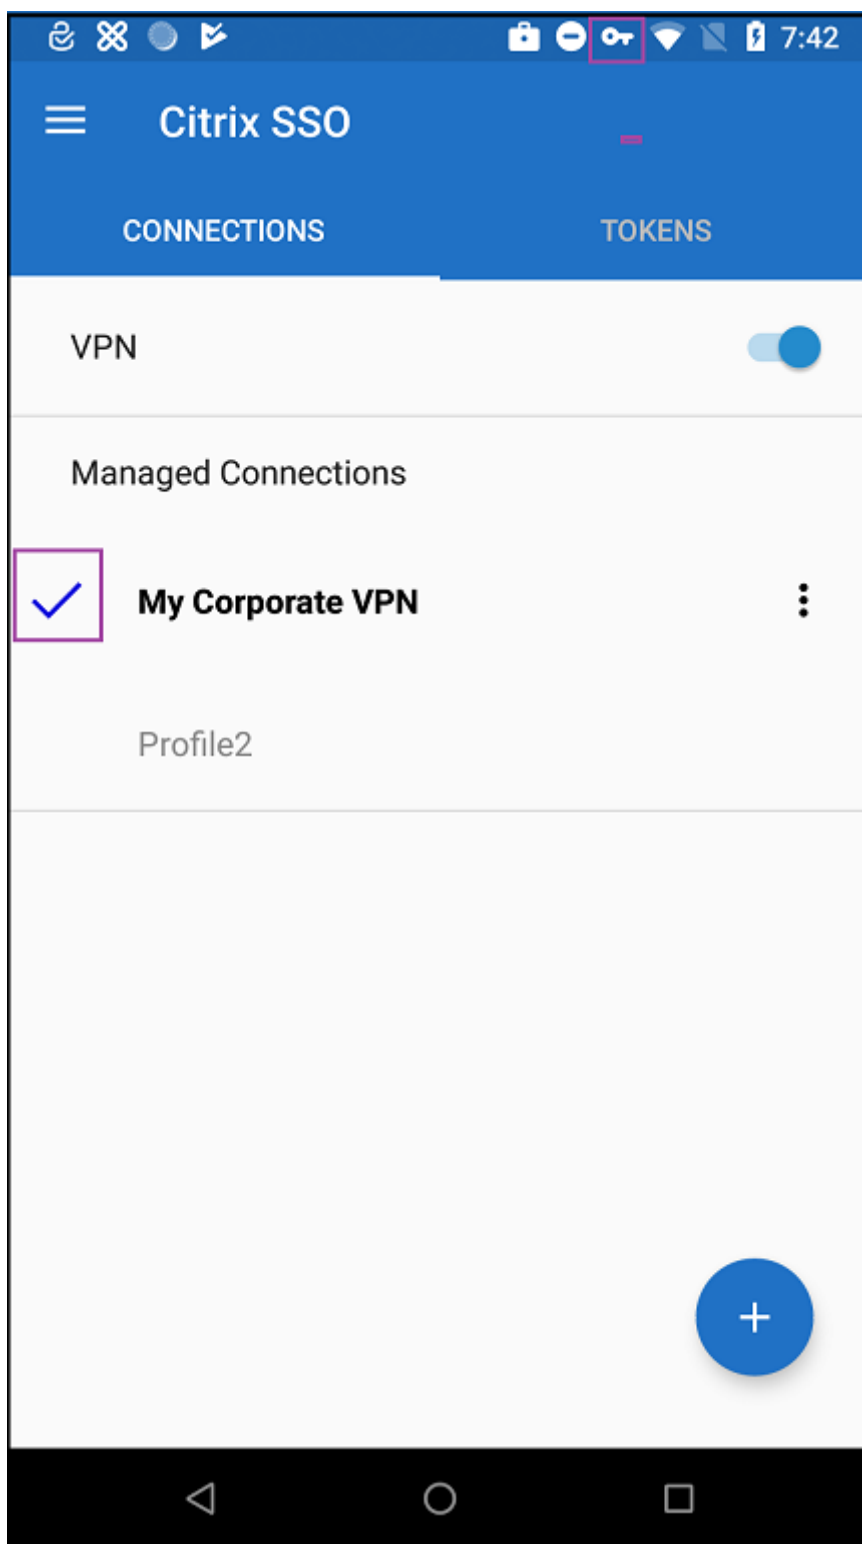 7:42
Citrix SSO
CONNECTIONS
TOKENS
VPN
Managed Connections
My Corporate VPN
Profile2